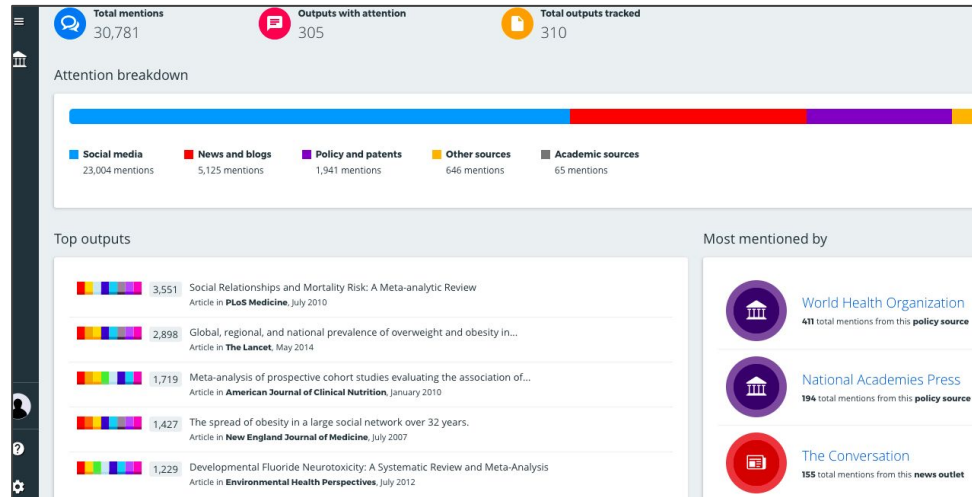 Total mentions
30,781
Outputs with attention
305
Total outputs tracked
310
Attention breakdown
Social media
23,004 mentions
News and blogs
5,125 mentions
Policy and patents
1,941 mentions
Other sources
646 mentions
Academic sources
65 mentions
Top outputs
3,551 Social Relationships and Mortality Risk: A Meta-analytic Review
Article in PLoS Medicine, July 2010
2,898 Global, regional, and national prevalence of overweight and obesity in...
Article in The Lancet, May 2014
1,719 Meta-analysis of prospective cohort studies evaluating the association of...
Article in American Journal of Clinical Nutrition, January 2010
1,427 The spread of obesity in a large social network over 32 years.
Article in New England Journal of Medicine, July 2007
1,229 Developmental Fluoride Neurotoxicity: A Systematic Review and Meta-Analysis
Article in Environmental Health Perspectives, July 2012
Most mentioned by
World Health Organization
411 total mentions from this policy source
National Academies Press
194 total mentions from this policy source
The Conversation
155 total mentions from this news outlet